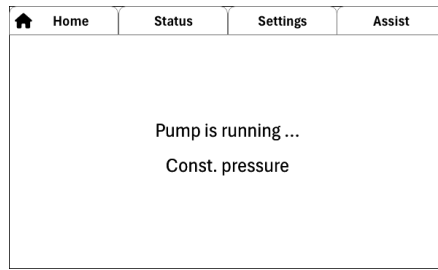 Home Status Settings Assist
Pump is running ...
Const. pressure